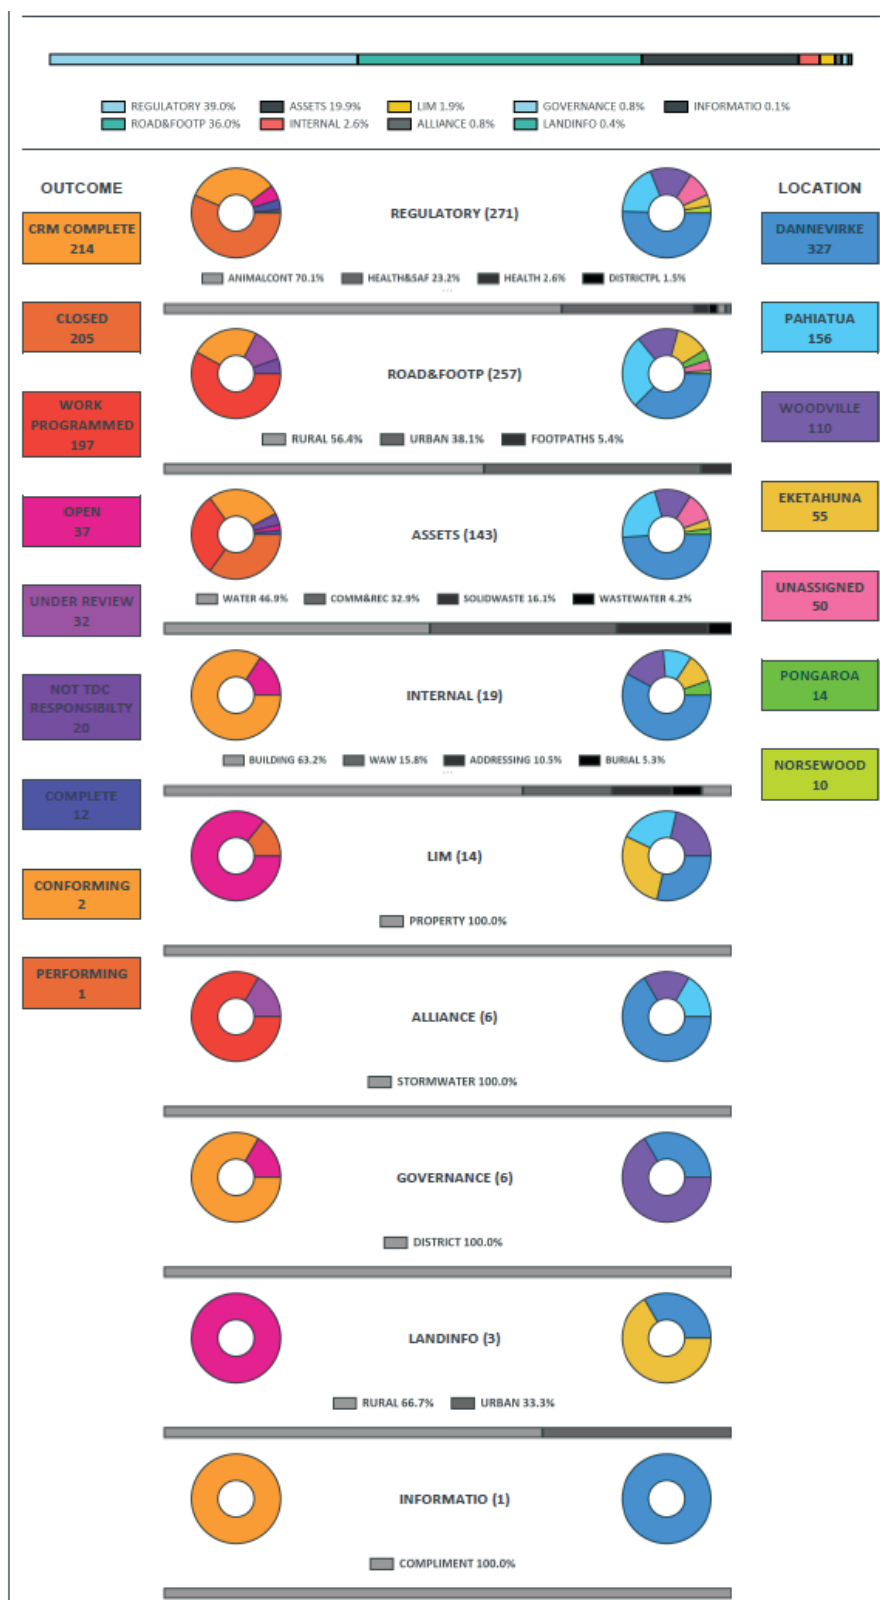 REGULATORY 39.0% ASSETS 19.9% LIM 1.9% GOVERNANCE 0.8% INFORMATIO 0.1%
ROAD&FOOTP 36.0% INTERNAL 2.6% ALLIANCE 0.8% LANDINFO 0.4%
OUTCOME
CRM COMPLETE
214
CLOSED
205
WORK
PROGRAMMED
197
OPEN
37
UNDER REVIEW
32
NOT TDC
RESPONSIBILTY
20
COMPLETE
12
CONFORMING
2
PERFORMING
1
REGULATORY (271)
ANIMALCONT 70.1% HEALTH&SAF 23.2% HEALTH 2.6% DISTRICTPL 1.5%
...
ROAD&FOOTP (257)
RURAL 56.4% URBAN 38.1% FOOTPATHS 5.4%
ASSETS (143)
WATER 46.9% COMM&REC 32.9% SOLIDWASTE 16.1% WASTEWATER 4.2%
INTERNAL (19)
BUILDING 63.2% WAW 15.8% ADDRESSING 10.5% BURIAL 5.3%
...
LIM (14)
PROPERTY 100.0%
ALLIANCE (6)
STORMWATER 100.0%
GOVERNANCE (6)
DISTRICT 100.0%
LANDINFO (3)
RURAL 66.7% URBAN 33.3%
INFORMATIO (1)
COMPLIMENT 100.0%
LOCATION
DANNEVIRKE
327
PAHIATUA
156
WOODVILLE
110
EKETAHUNA
55
UNASSIGNED
50
PONGAROA
14
NORSEWOOD
10